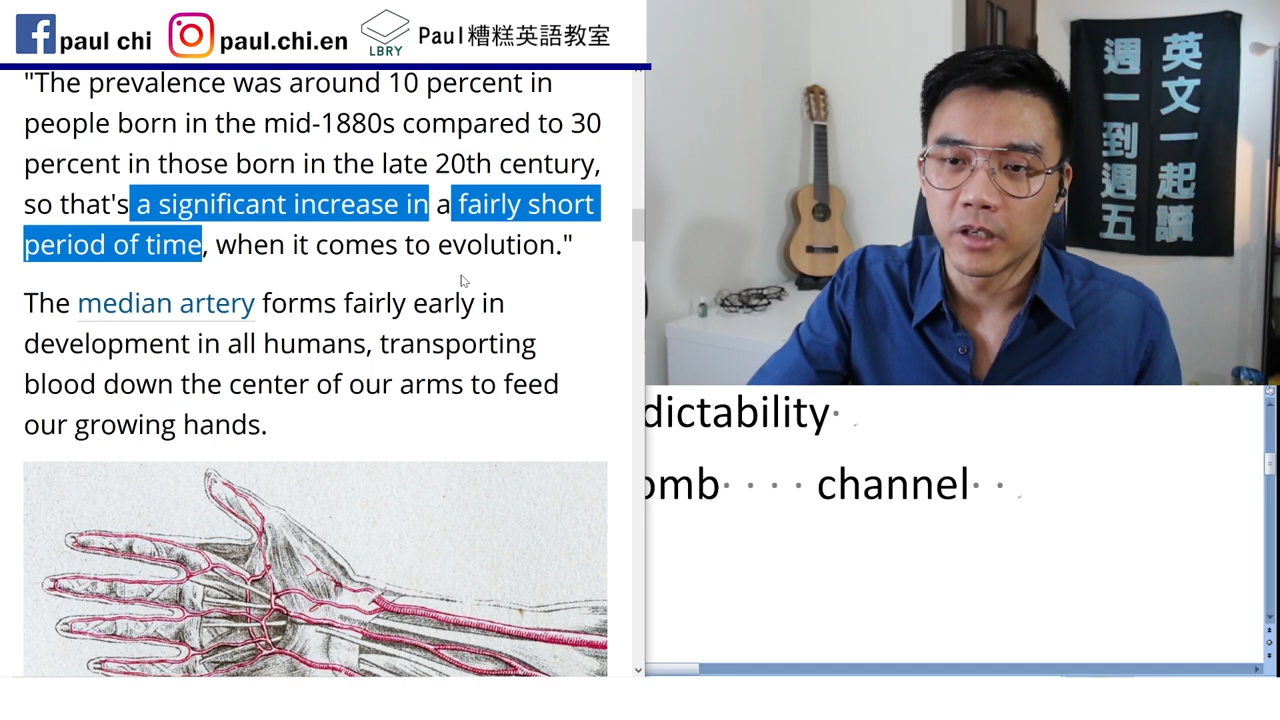 paul chi
paul.chi.en
LBRY
Paul糟糕英語教室
"The prevalence was around 10 percent in
people born in the mid-1880s compared to 30
percent in those born in the late 20th century,
so that's a significant increase in a fairly short
period of time, when it comes to evolution."
The median artery forms fairly early in
development in all humans, transporting
blood down the center of our arms to feed
our growing hands.
英文一起讀
週一到週五
dictability
omb channel